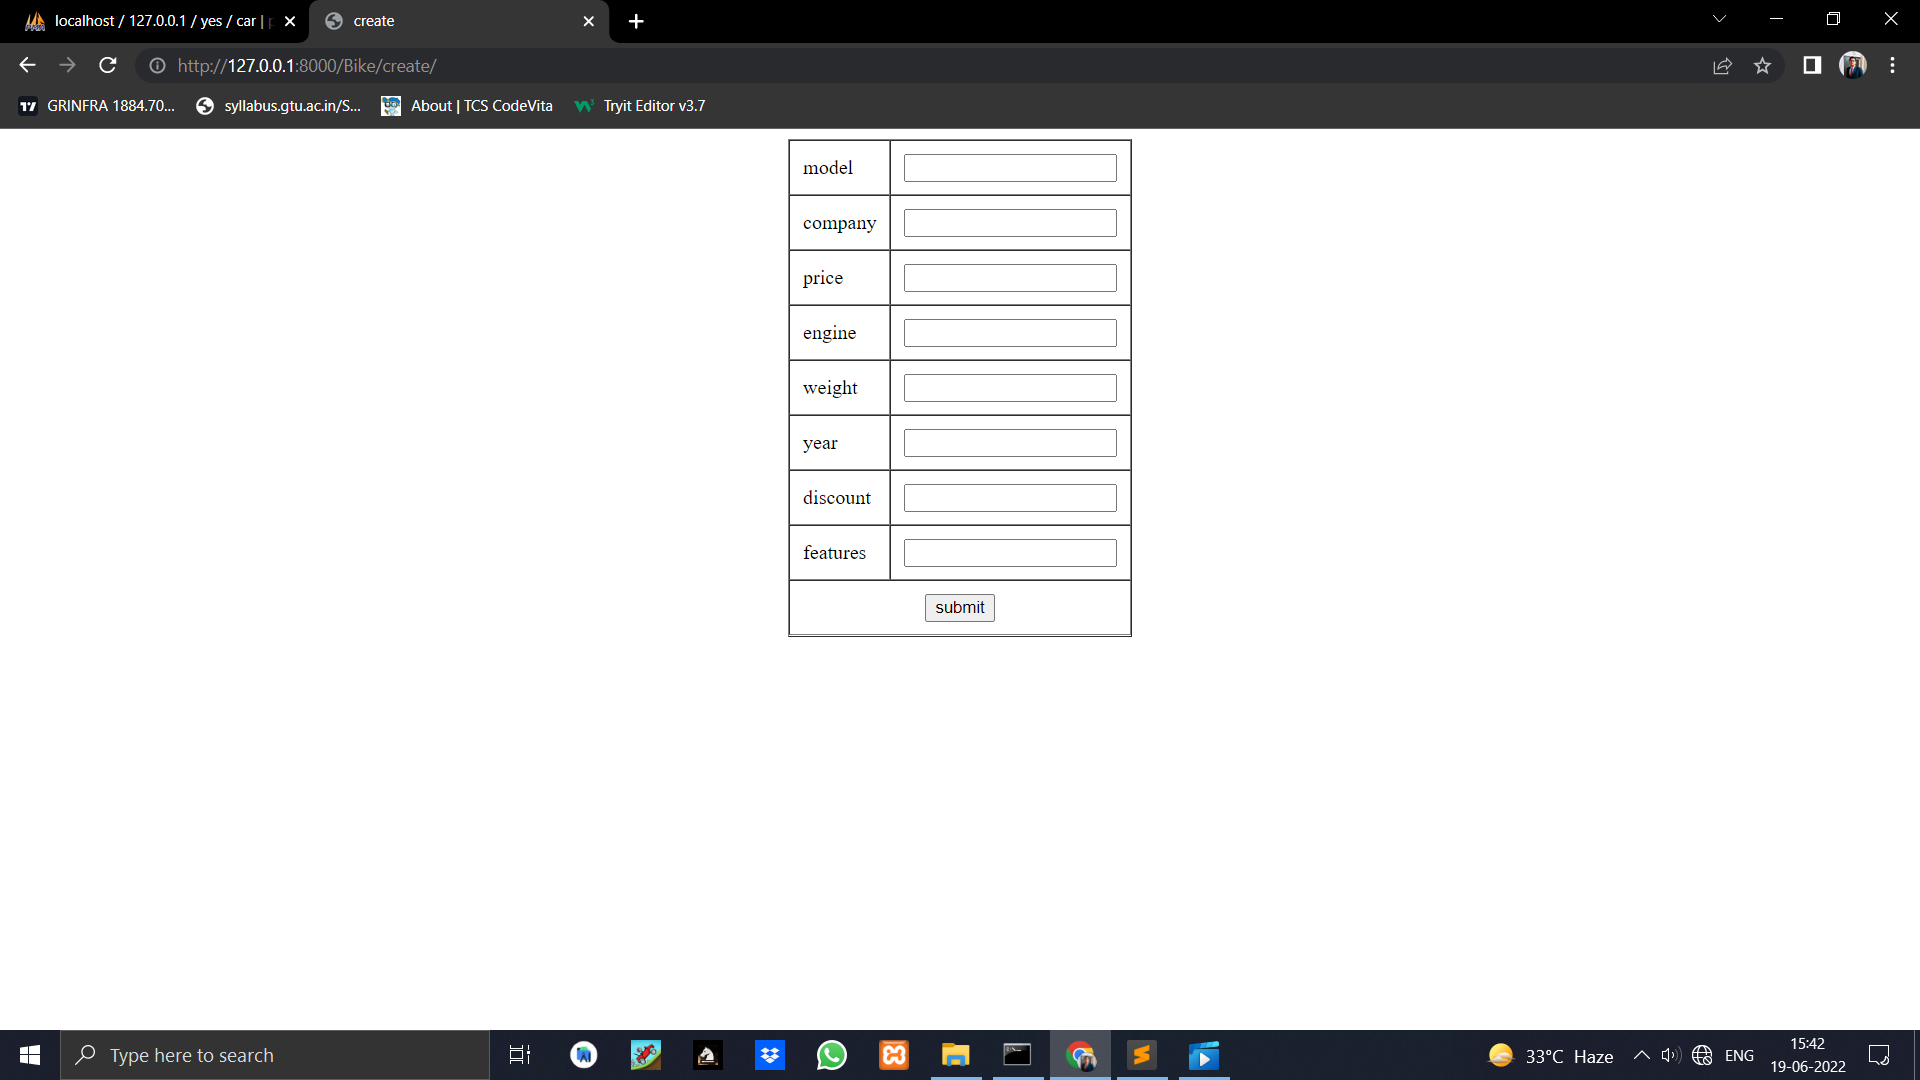 localhost / 127.0.0.1 / yes / car |
create
http://127.0.0.1:8000/Bike/create/
GRINFRA 1884.70...
syllabus.gtu.ac.in/S...
About | TCS CodeVita
Tryit Editor v3.7
model
company
price
engine
weight
year
discount
features
submit
Type here to search
33°C Haze
ENG
15:42
19-06-2022